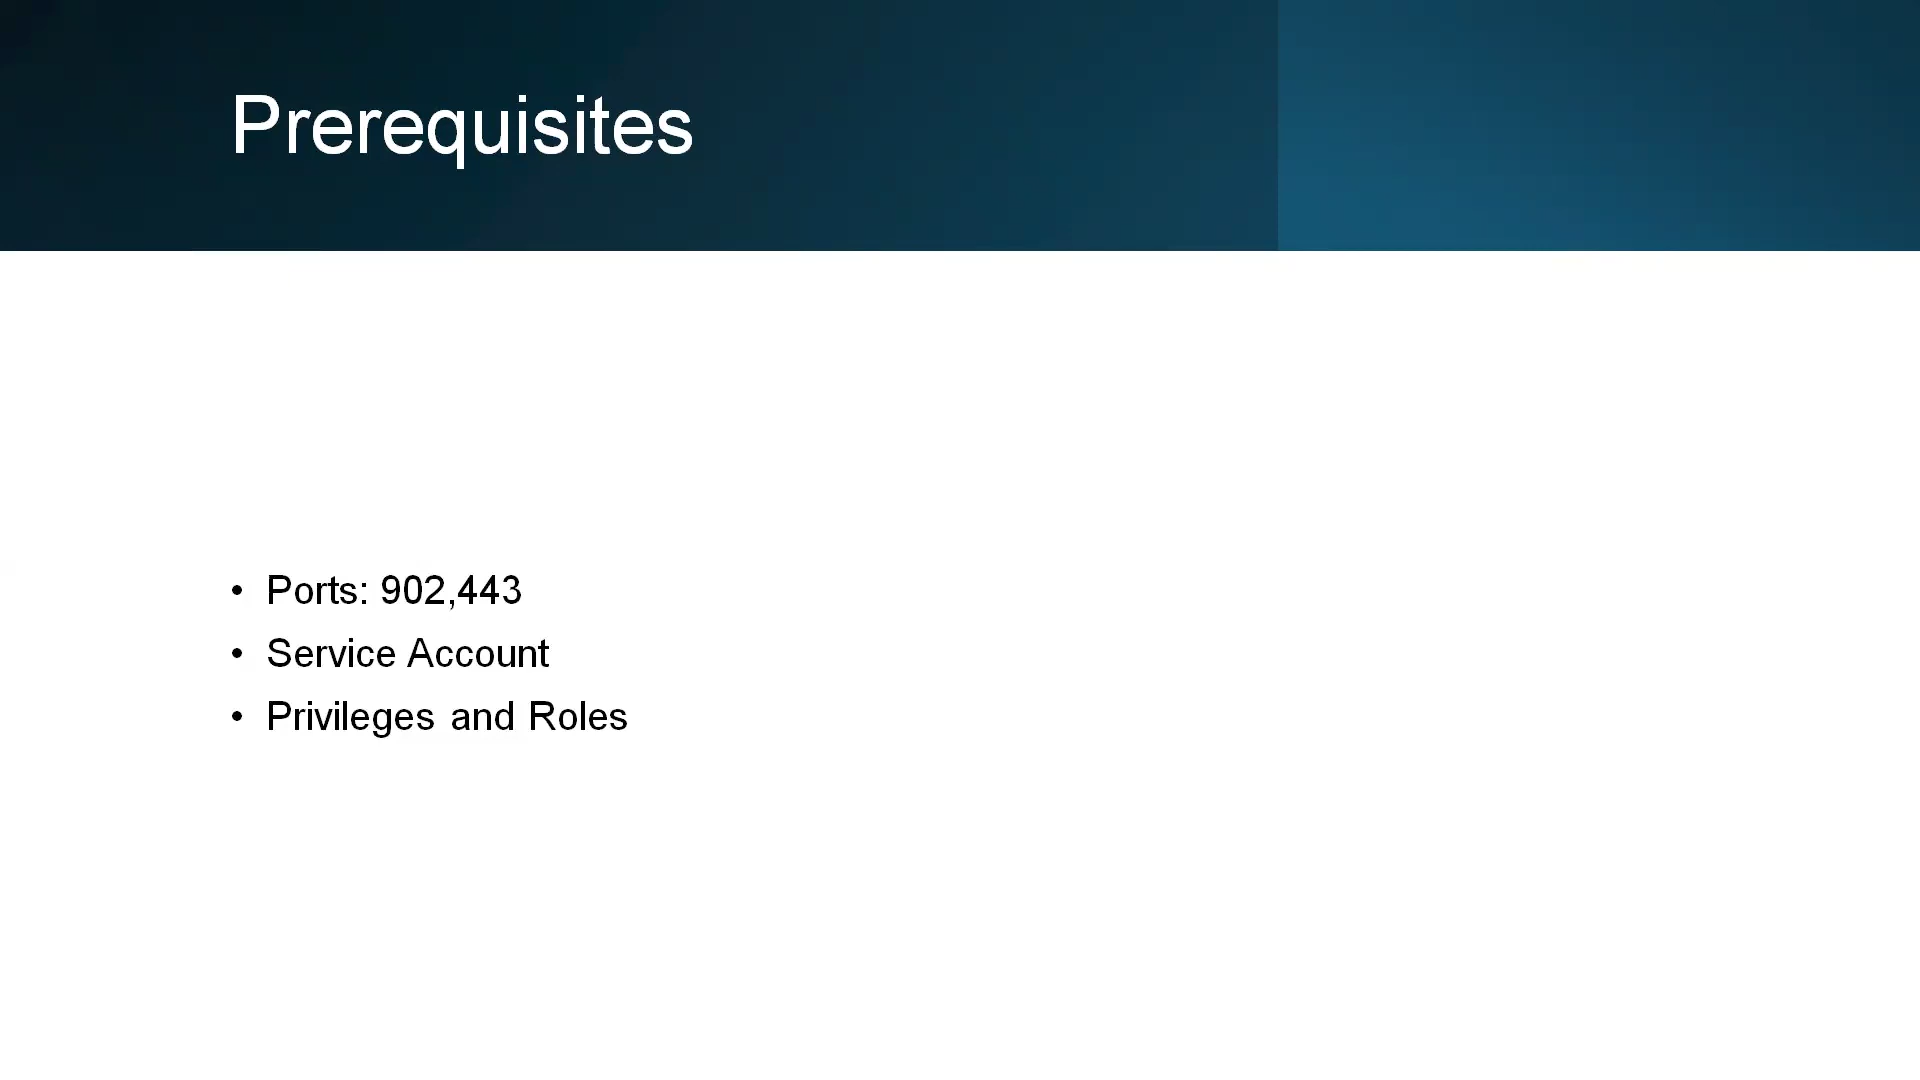 Prerequisites
• Ports: 902,443
• Service Account
• Privileges and Roles